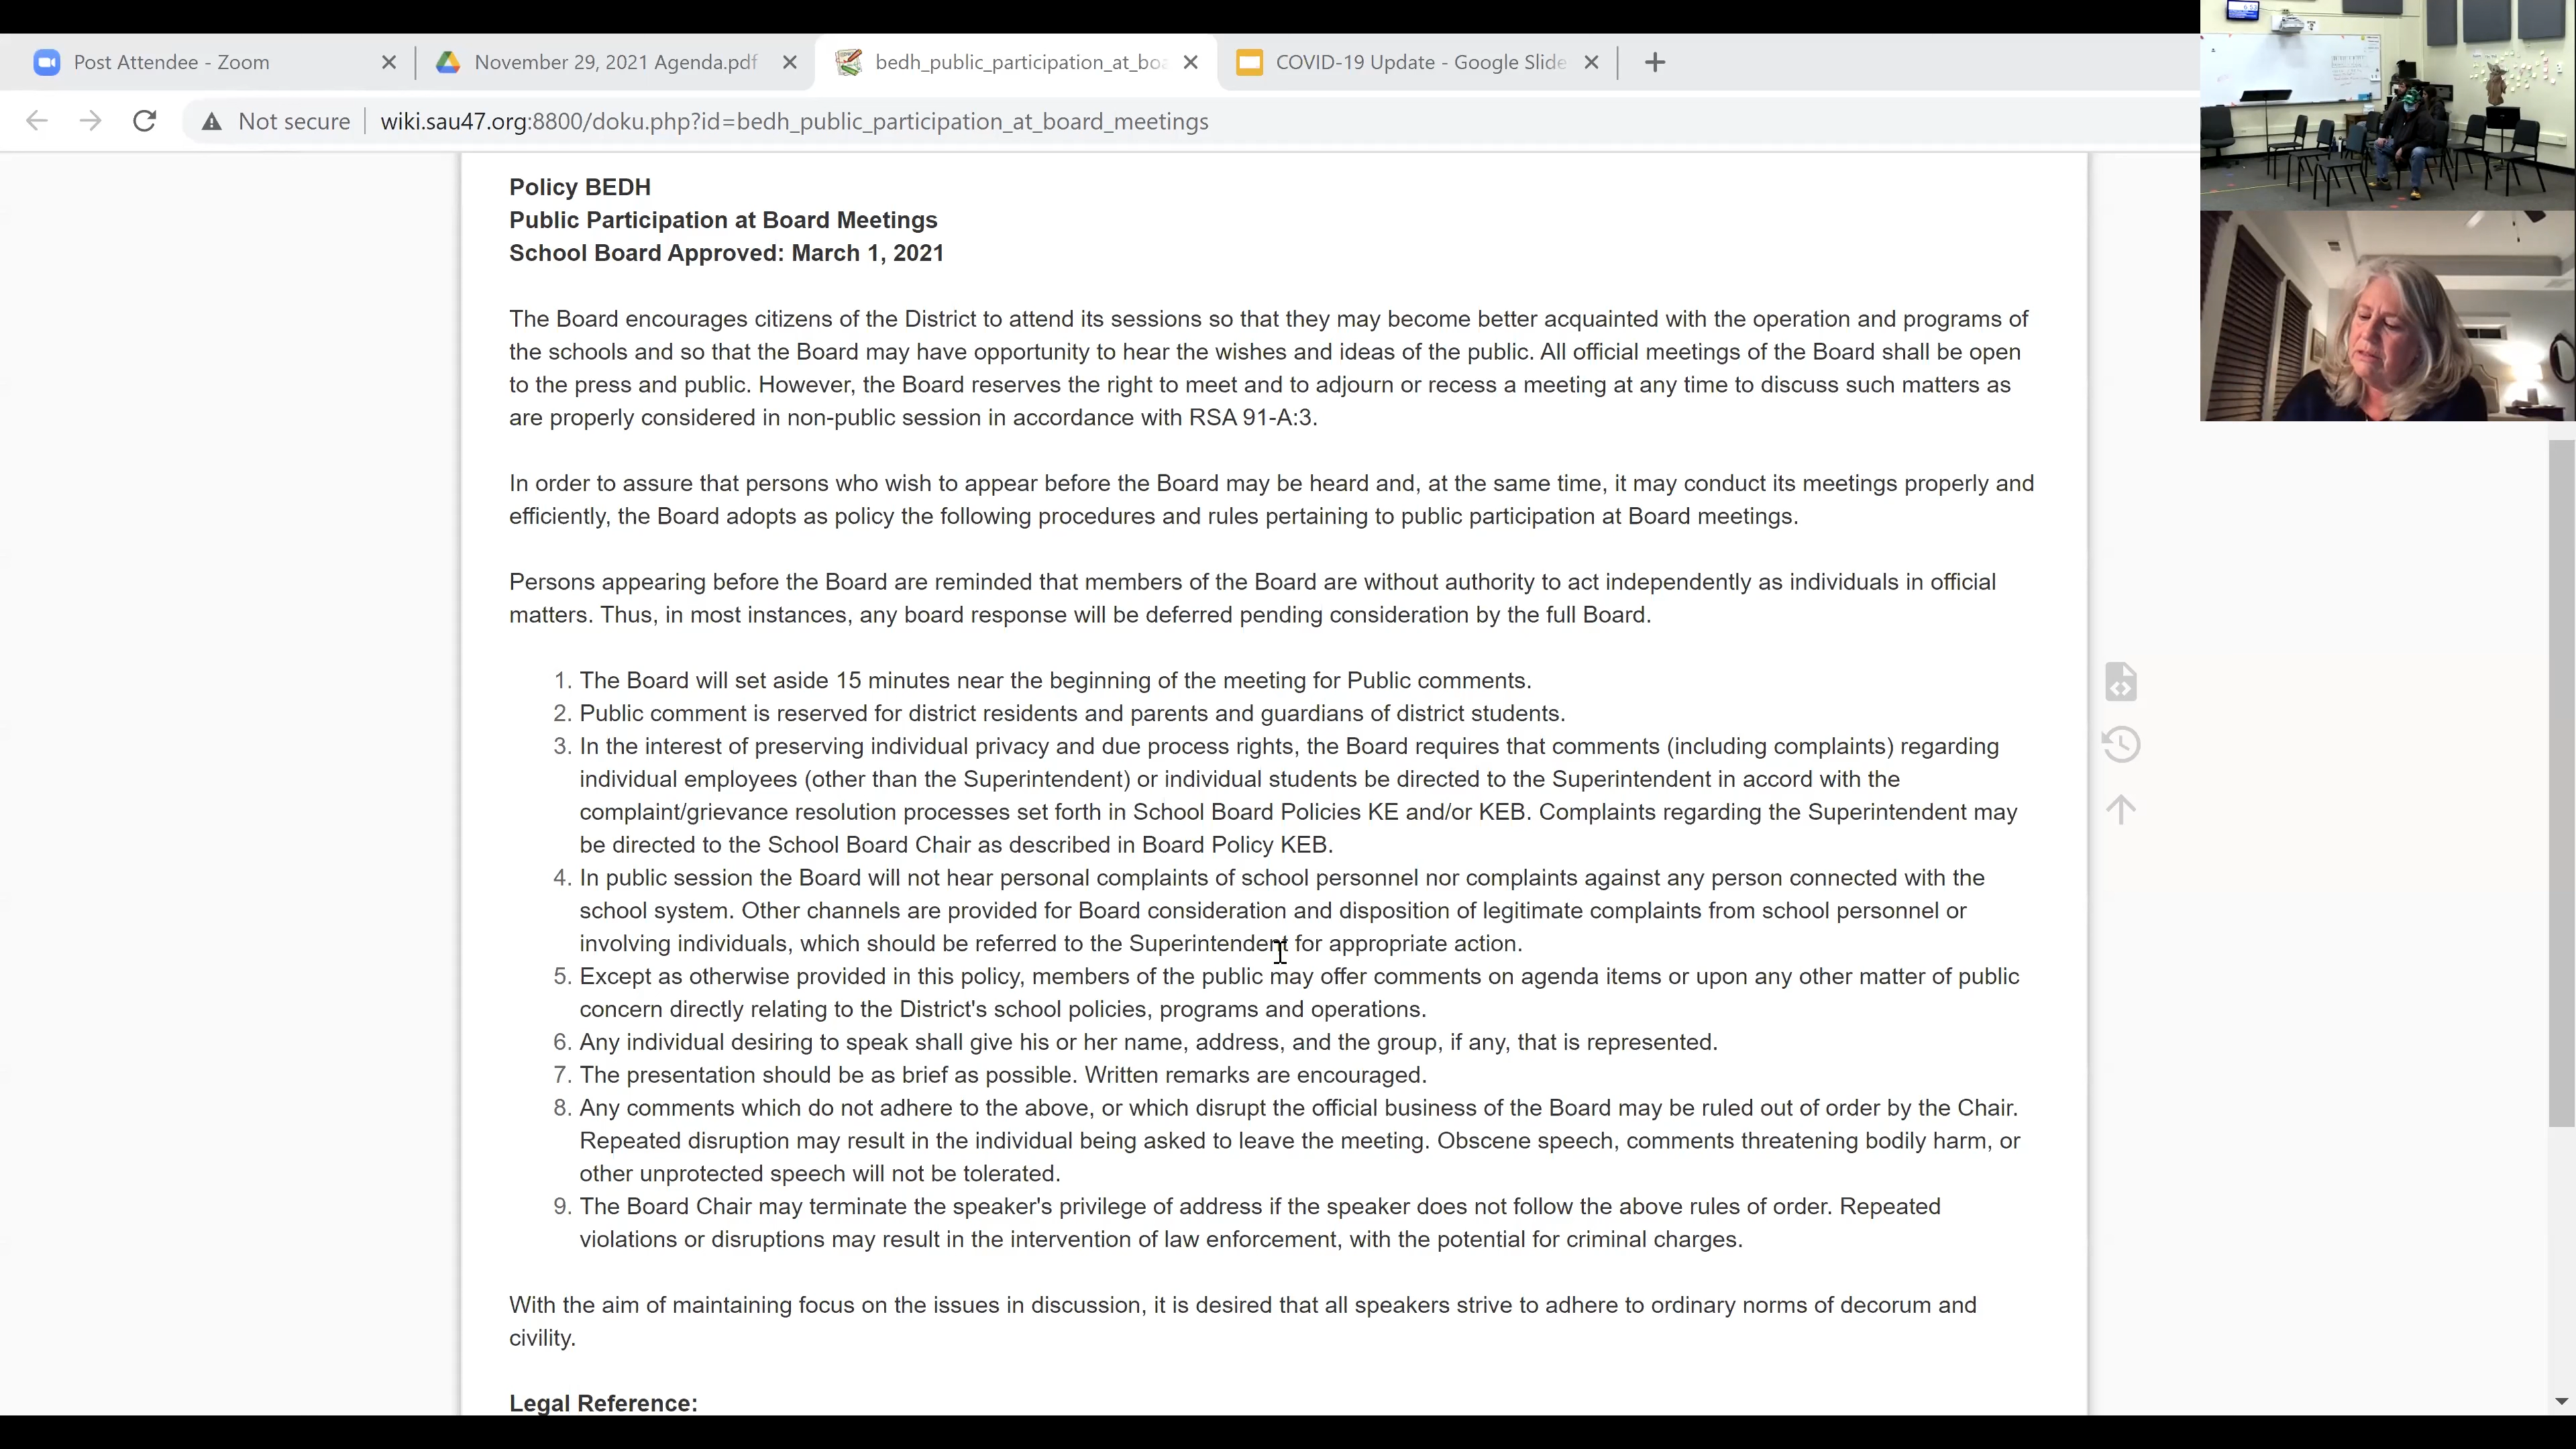 Post Attendee - Zoom
November 29, 2021 Agenda.pdf
bedh_public_participation_at_boa
COVID-19 Update - Google Slide
Not secure
wiki.sau47.org:8800/doku.php?id=bedh_public_participation_at_board_meetings
Policy BEDH
Public Participation at Board Meetings
School Board Approved: March 1, 2021
The Board encourages citizens of the District to attend its sessions so that they may become better acquainted with the operation and programs of
the schools and so that the Board may have opportunity to hear the wishes and ideas of the public. All official meetings of the Board shall be open
to the press and public. However, the Board reserves the right to meet and to adjourn or recess a meeting at any time to discuss such matters as
are properly considered in non-public session in accordance with RSA 91-A:3.
In order to assure that persons who wish to appear before the Board may be heard and, at the same time, it may conduct its meetings properly and
efficiently, the Board adopts as policy the following procedures and rules pertaining to public participation at Board meetings.
Persons appearing before the Board are reminded that members of the Board are without authority to act independently as individuals in official
matters. Thus, in most instances, any board response will be deferred pending consideration by the full Board.
1. The Board will set aside 15 minutes near the beginning of the meeting for Public comments.
2. Public comment is reserved for district residents and parents and guardians of district students.
3. In the interest of preserving individual privacy and due process rights, the Board requires that comments (including complaints) regarding
individual employees (other than the Superintendent) or individual students be directed to the Superintendent in accord with the
complaint/grievance resolution processes set forth in School Board Policies KE and/or KEB. Complaints regarding the Superintendent may
be directed to the School Board Chair as described in Board Policy KEB.
4. In public session the Board will not hear personal complaints of school personnel nor complaints against any person connected with the
school system. Other channels are provided for Board consideration and disposition of legitimate complaints from school personnel or
involving individuals, which should be referred to the Superintendent for appropriate action.
5. Except as otherwise provided in this policy, members of the public may offer comments on agenda items or upon any other matter of public
concern directly relating to the District's school policies, programs and operations.
6. Any individual desiring to speak shall give his or her name, address, and the group, if any, that is represented.
7. The presentation should be as brief as possible. Written remarks are encouraged.
8. Any comments which do not adhere to the above, or which disrupt the official business of the Board may be ruled out of order by the Chair.
Repeated disruption may result in the individual being asked to leave the meeting. Obscene speech, comments threatening bodily harm, or
other unprotected speech will not be tolerated.
9. The Board Chair may terminate the speaker's privilege of address if the speaker does not follow the above rules of order. Repeated
violations or disruptions may result in the intervention of law enforcement, with the potential for criminal charges.
With the aim of maintaining focus on the issues in discussion, it is desired that all speakers strive to adhere to ordinary norms of decorum and
civility.
Legal Reference: